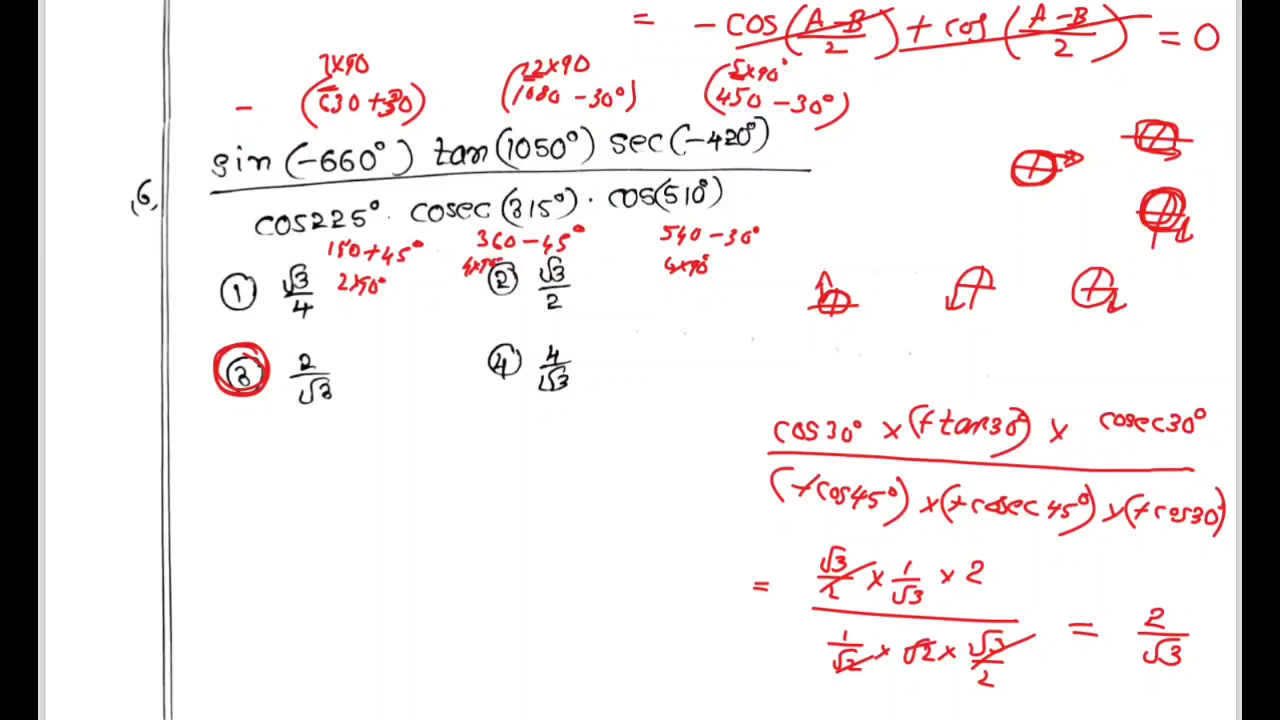 = - cos(A-B/2) + cos(A-B/2) = 0
7×90 12×90 5×90°
- (630+30) (1080-30°) (450-30°)
6, sin(-660°) tan(1050°) sec(-420°) / cos225° · cosec(315°) · cos(510°)
180+45° 360-45° 540-30°
2×90° 4×90° 6×90°
① √3/4 ② √3/2
③ 2/√3 ④ 4/√3
cos30° × (+tan30°) × cosec30° / (+cos45°) × (+cosec45°) × (+cos30°)
= √3/2 × 1/√3 × 2 / 1/√2 × √2 × √3/2 = 2/√3